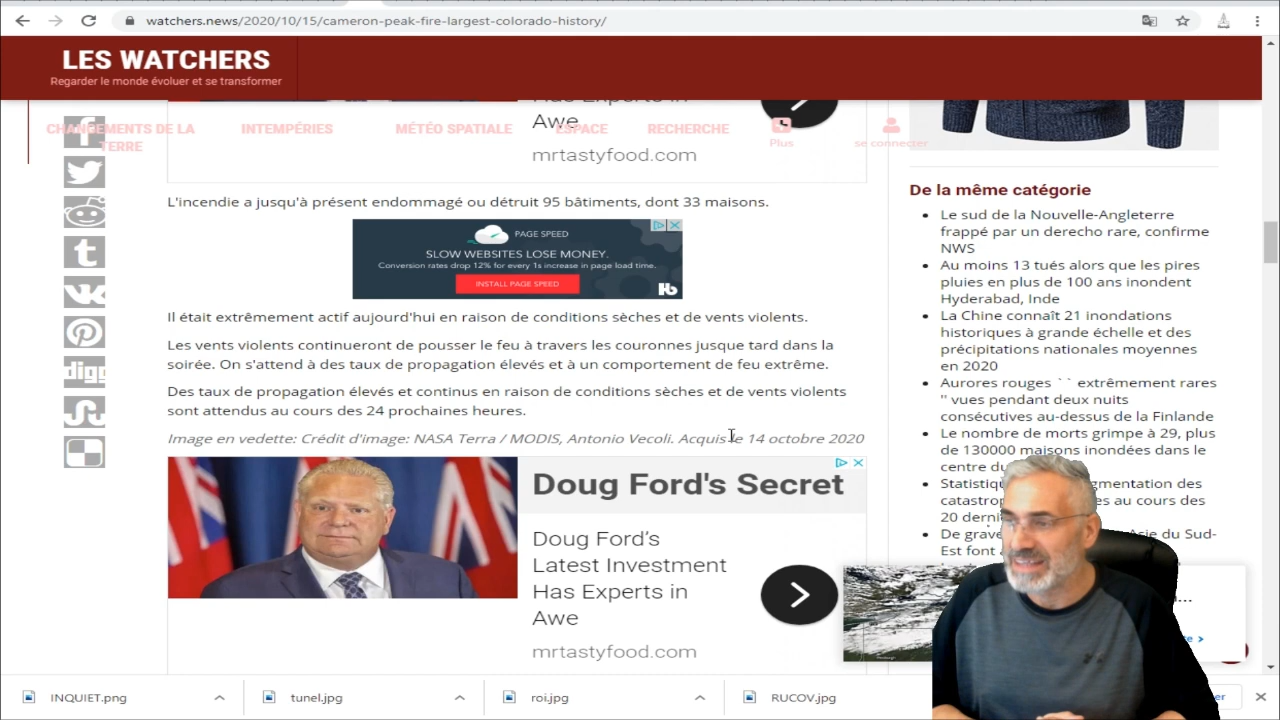 watchers.news/2020/10/15/cameron-peak-fire-largest-colorado-history/
LES WATCHERS
Regarder le monde évoluer et se transformer
CHANGEMENTS DE LA
TERRE
INTEMPÉRIES
MÉTÉO SPATIALE
ESPACE
RECHERCHE
Plus
se connecter
Has Experts in
Awe
mrtastyfood.com
digg
L'incendie a jusqu'à présent endommagé ou détruit 95 bâtiments, dont 33 maisons.
PAGE SPEED
SLOW WEBSITES LOSE MONEY.
Conversion rates drop 12% for every 1s increase in page load time.
INSTALL PAGE SPEED
Il était extrêmement actif aujourd'hui en raison de conditions sèches et de vents violents.
Les vents violents continueront de pousser le feu à travers les couronnes jusque tard dans la
soirée. On s'attend à des taux de propagation élevés et à un comportement de feu extrême.
Des taux de propagation élevés et continus en raison de conditions sèches et de vents violents
sont attendus au cours des 24 prochaines heures.
Image en vedette: Crédit d'image: NASA Terra / MODIS, Antonio Vecoli. Acquis le 14 octobre 2020
Doug Ford's Secret
Doug Ford's
Latest Investment
Has Experts in
Awe
mrtastyfood.com
De la même catégorie
Le sud de la Nouvelle-Angleterre
frappé par un derecho rare, confirme
NWS
Au moins 13 tués alors que les pires
pluies en plus de 100 ans inondent
Hyderabad, Inde
La Chine connaît 21 inondations
historiques à grande échelle et des
précipitations nationales moyennes
en 2020
Aurores rouges `` extrêmement rares
'' vues pendant deux nuits
consécutives au-dessus de la Finlande
Le nombre de morts grimpe à 29, plus
de 130000 maisons inondées dans le
centre du
au cours des
20
De Asie du Sud-
Est font
INQUIET.png
tunel.jpg
roi.jpg
RUCOV.jpg